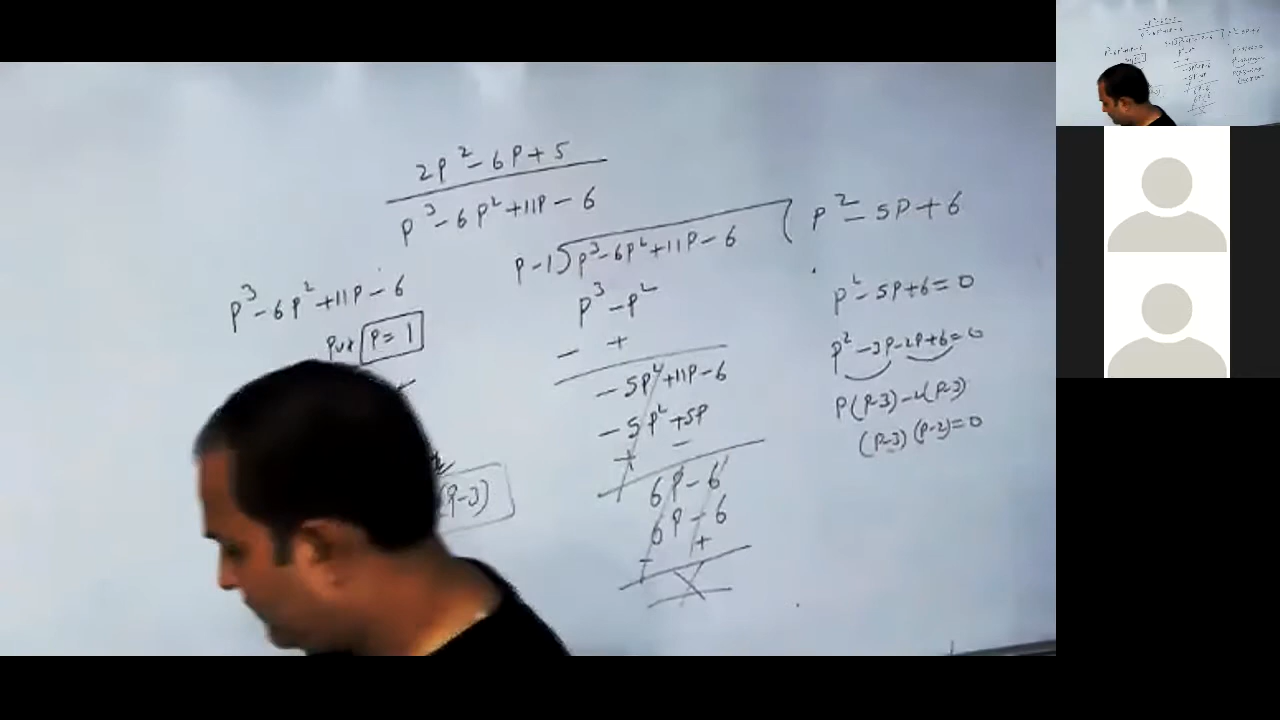 2P² - 6P + 5
P³ - 6P² + 11P - 6
P³ - 6P² + 11P - 6
Put P = 1
(P-3)
P-1) P³ - 6P² + 11P - 6 ( P² - 5P + 6
P³ - P²
- +
- 5P² + 11P - 6
- 5P² + 5P
+ -
6P - 6
6P - 6
- +
X
P² - 5P + 6 = 0
P² - 3P - 2P + 6 = 0
P(P-3) - 2(P-3)
(P-3) (P-2) = 0